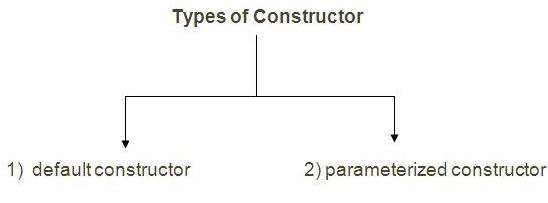 Types of Constructor
1) default constructor
2) parameterized constructor